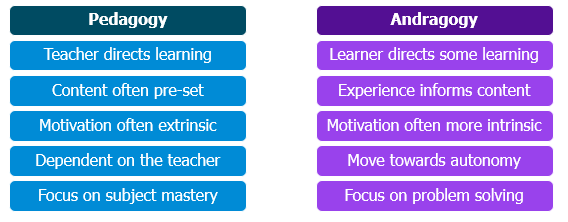 Pedagogy
Teacher directs learning
Content often pre-set
Motivation often extrinsic
Dependent on the teacher
Focus on subject mastery
Andragogy
Learner directs some learning
Experience informs content
Motivation often more intrinsic
Move towards autonomy
Focus on problem solving